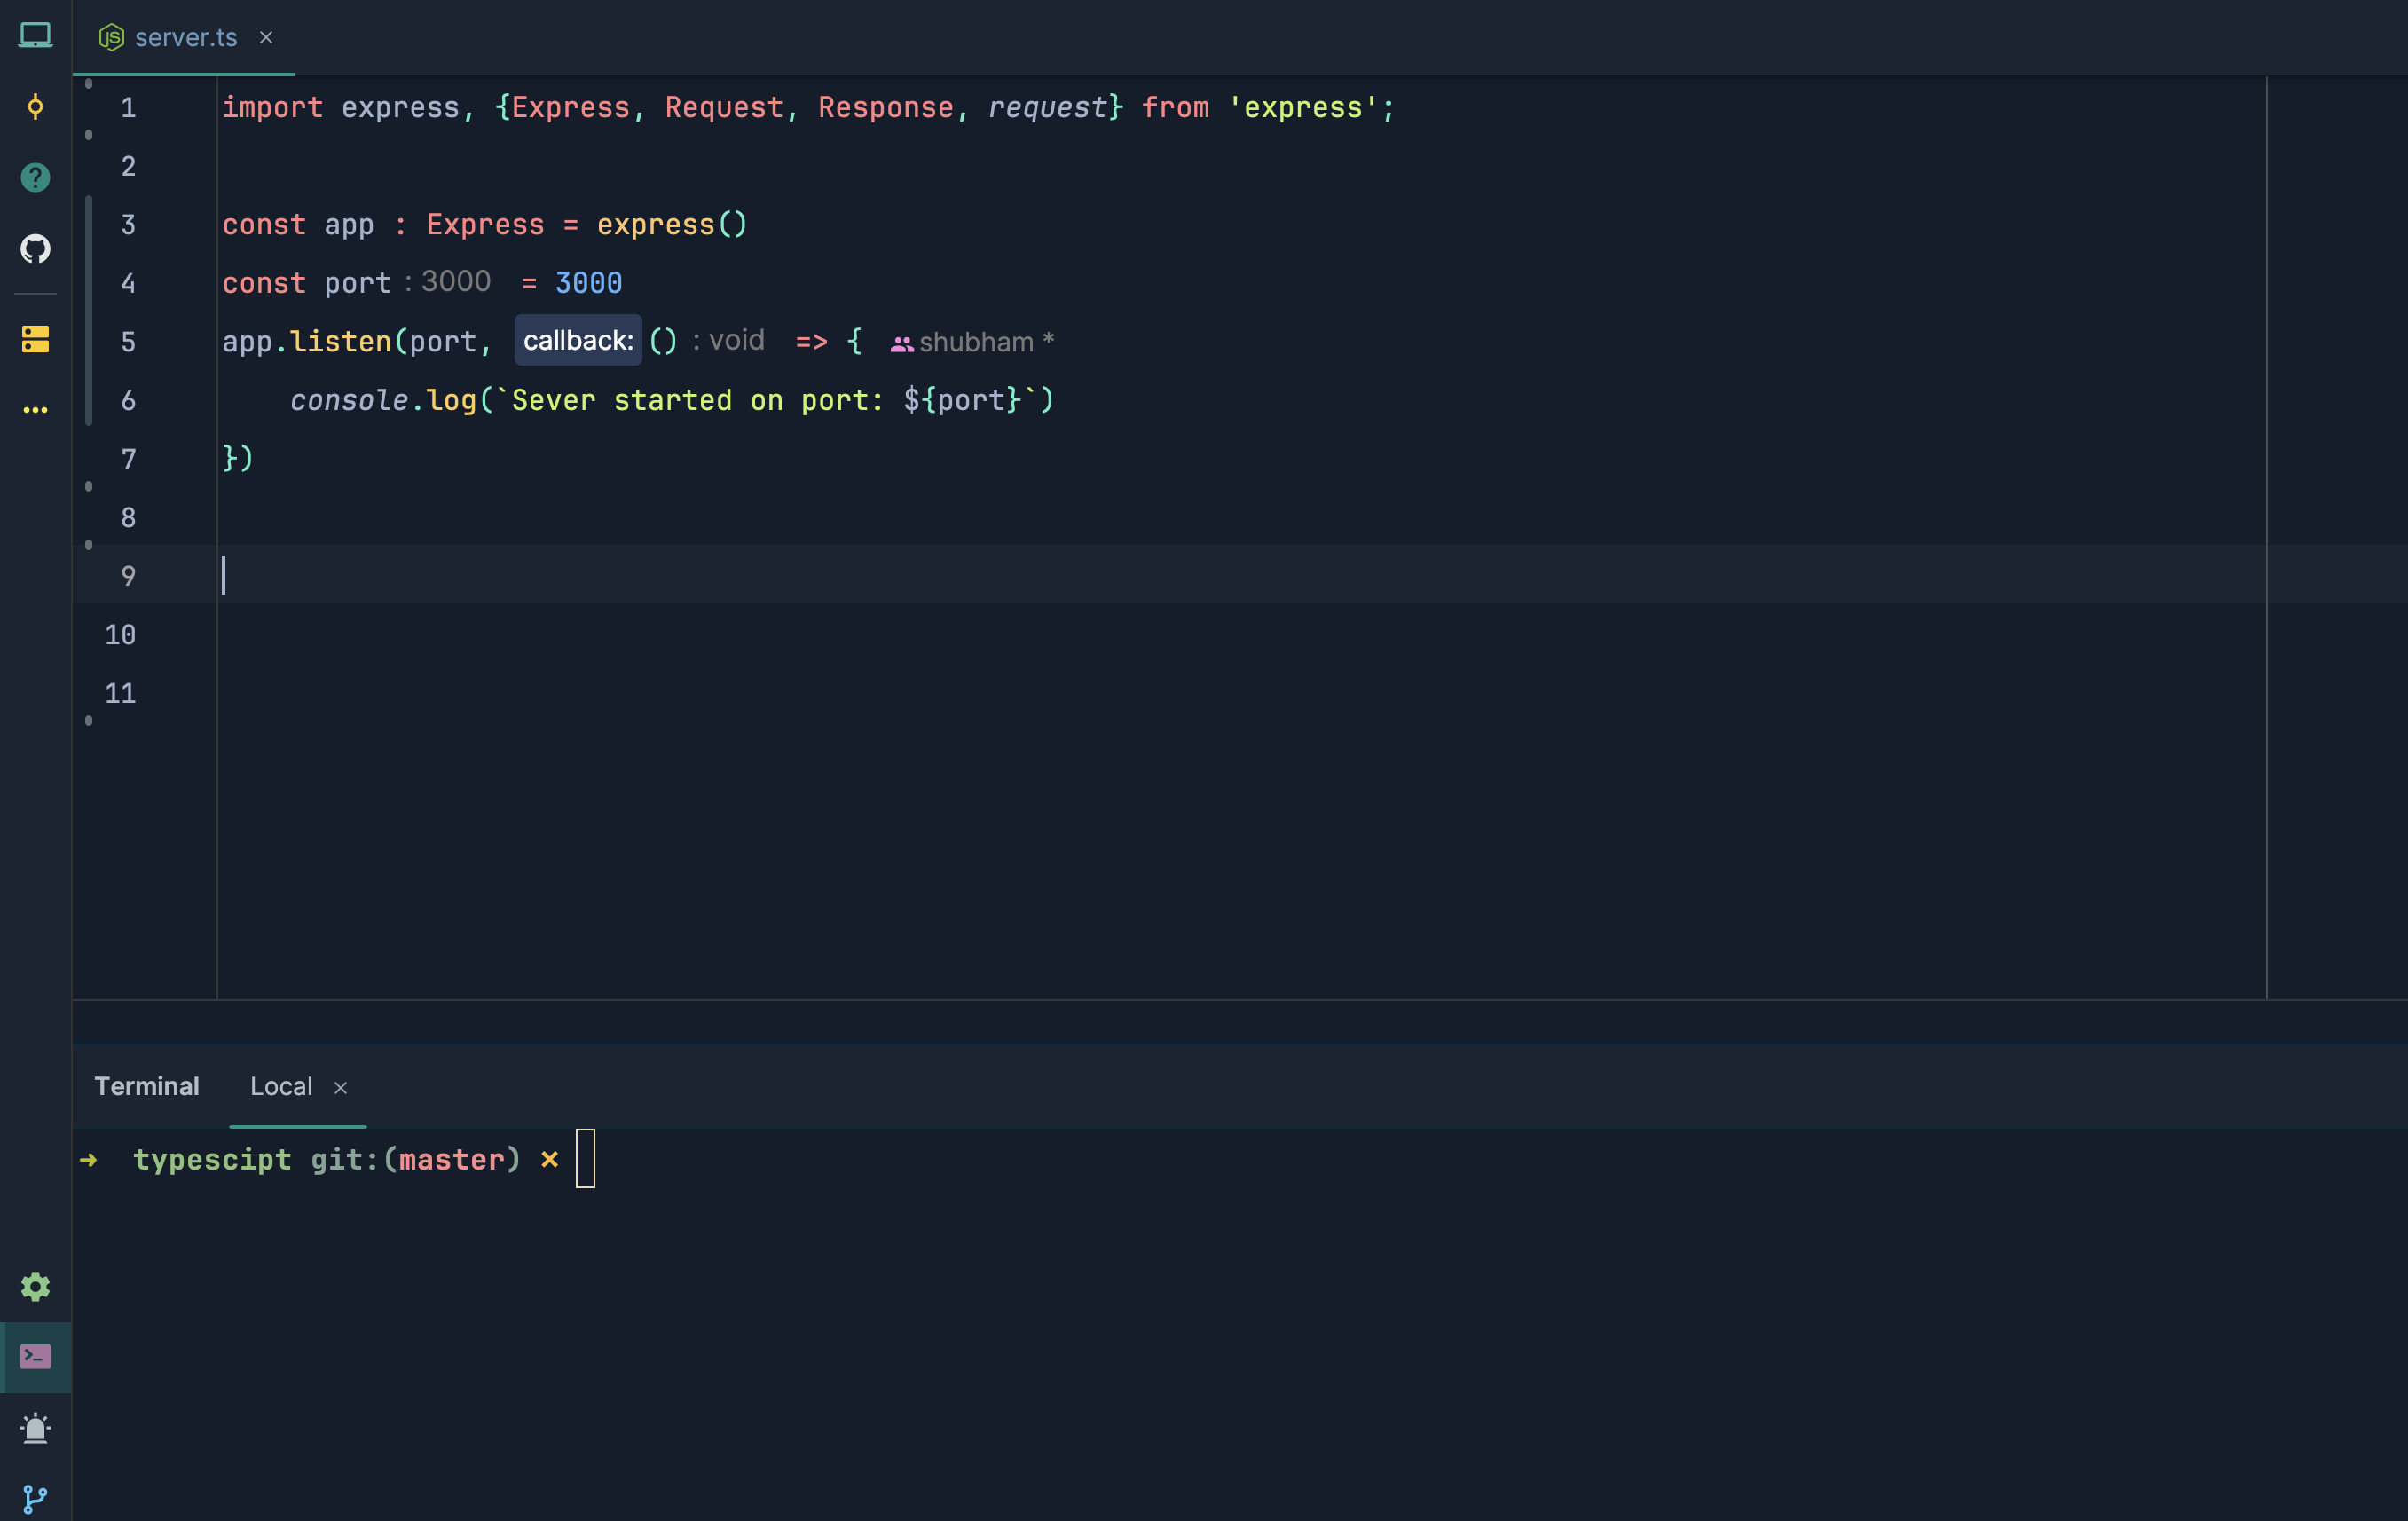 server.ts ×
1 import express, {Express, Request, Response, request} from 'express';
2
3 const app : Express = express()
4 const port : 3000 = 3000
5 app.listen(port, callback: () : void => { shubham *
6     console.log(`Sever started on port: ${port}`)
7 })
8
9
10
11
Terminal Local ×
➜ typescipt git:(master) ×